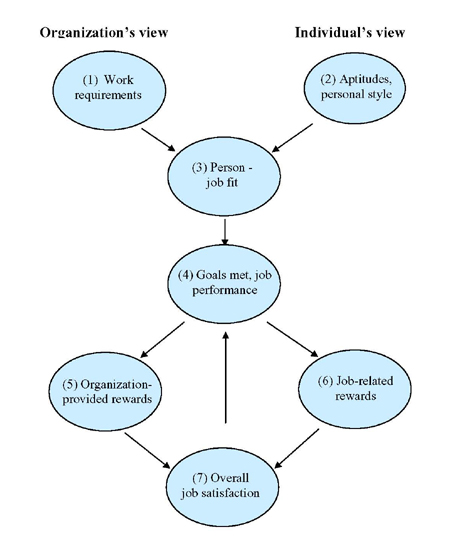 Organization's view
Individual's view
(1) Work
requirements
(2) Aptitudes,
personal style
(3) Person -
job fit
(4) Goals met, job
performance
(5) Organization-
provided rewards
(6) Job-related
rewards
(7) Overall
job satisfaction